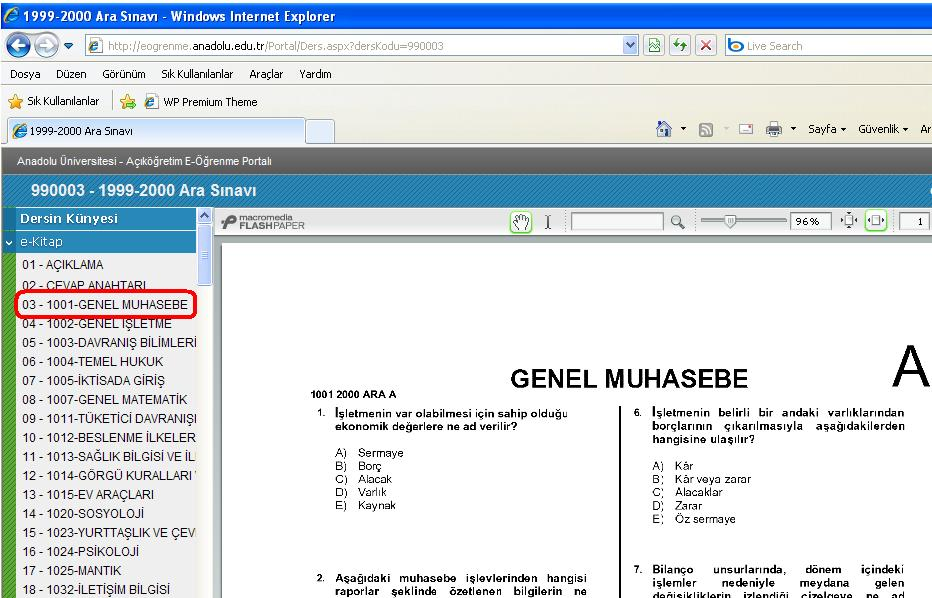 1999-2000 Ara Sınavı - Windows Internet Explorer
http://eogrenme.anadolu.edu.tr/Portal/Ders.aspx?dersKodu=990003
Live Search
Dosya Düzen Görünüm Sık Kullanılanlar Araçlar Yardım
Sık Kullanılanlar WP Premium Theme
1999-2000 Ara Sınavı
Sayfa Güvenlik Ar
Anadolu Üniversitesi - Açıköğretim E-Öğrenme Portalı
990003 - 1999-2000 Ara Sınavı
Dersin Künyesi
e-Kitap
01 - AÇIKLAMA
02 - CEVAP ANAHTARI
03 - 1001-GENEL MUHASEBE
04 - 1002-GENEL İŞLETME
05 - 1003-DAVRANIŞ BİLİMLERİ
06 - 1004-TEMEL HUKUK
07 - 1005-İKTİSADA GİRİŞ
08 - 1007-GENEL MATEMATİK
09 - 1011-TÜKETİCİ DAVRANIŞI
10 - 1012-BESLENME İLKELER
11 - 1013-SAĞLIK BİLGİSİ VE İL
12 - 1014-GÖRGÜ KURALLARI
13 - 1015-EV ARAÇLARI
14 - 1020-SOSYOLOJİ
15 - 1023-YURTTAŞLIK VE ÇEV
16 - 1024-PSİKOLOJİ
17 - 1025-MANTIK
18 - 1032-İLETİŞİM BİLGİSİ
macromedia
FLASHPAPER
96%
1
A
GENEL MUHASEBE
1001 2000 ARA A
1. İşletmenin var olabilmesi için sahip olduğu
ekonomik değerlere ne ad verilir?
A) Sermaye
B) Borç
C) Alacak
D) Varlık
E) Kaynak
2. Aşağıdaki muhasebe işlevlerinden hangisi
raporlar şeklinde özetlenen bilgilerin ne
6. İşletmenin belirli bir andaki varlıklarından
borçlarının çıkarılmasıyla aşağıdakilerden
hangisine ulaşılır?
A) Kâr
B) Kâr veya zarar
C) Alacaklar
D) Zarar
E) Öz sermaye
7. Bilanço unsurlarında, dönem içindeki
işlemler nedeniyle meydana gelen
değişikliklerin izlendiği çizelgeye ne ad